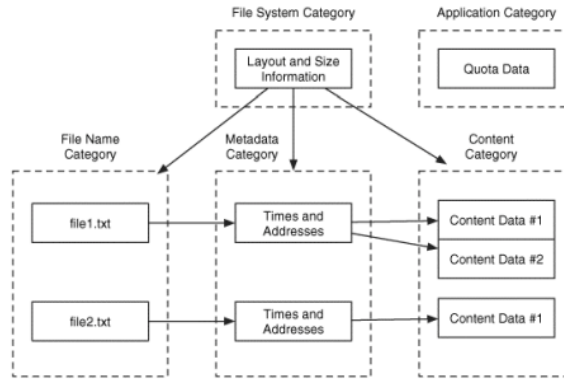 File System Category
Application Category
Layout and Size
Information
Quota Data
File Name
Category
Metadata
Category
Content
Category
file1.txt
Times and
Addresses
Content Data #1
Content Data #2
file2.txt
Times and
Addresses
Content Data #1